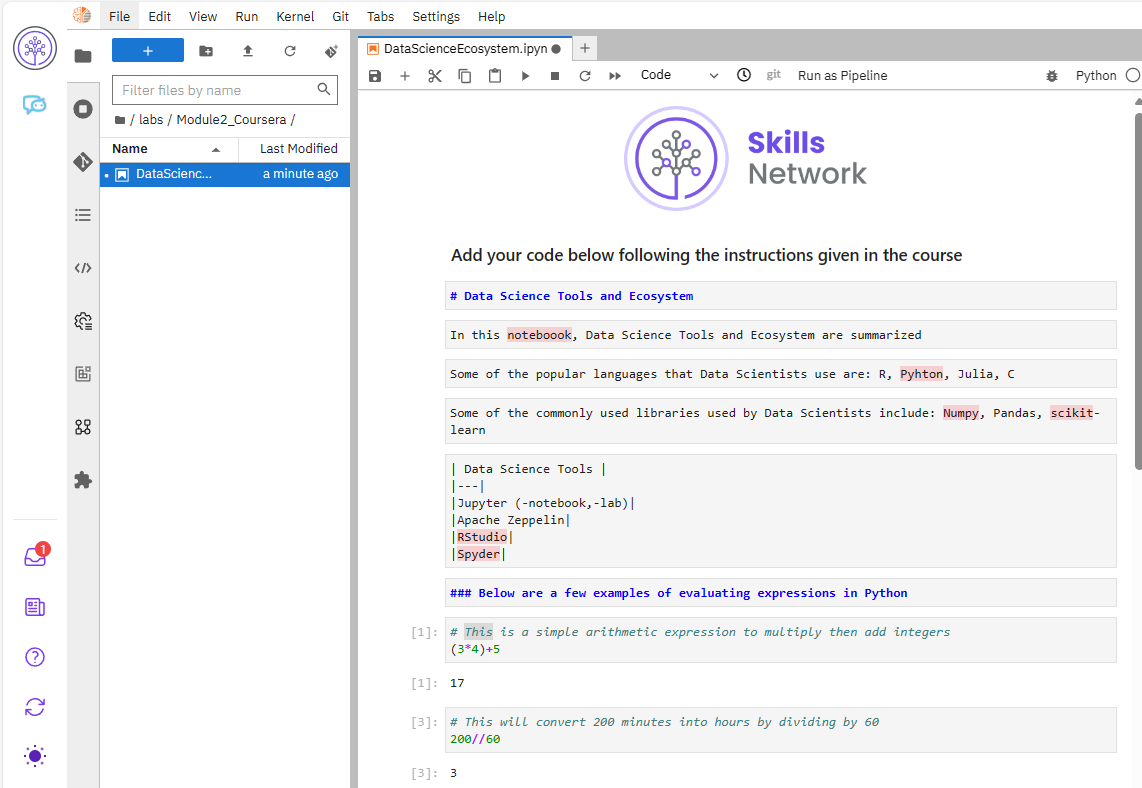 File Edit View Run Kernel Git Tabs Settings Help
+
Filter files by name
/ labs / Module2_Coursera /
Name Last Modified
DataScienc... a minute ago
1
DataScienceEcosystem.ipyn
+
Code git Run as Pipeline Python
Skills
Network
Add your code below following the instructions given in the course
# Data Science Tools and Ecosystem
In this noteboook, Data Science Tools and Ecosystem are summarized
Some of the popular languages that Data Scientists use are: R, Pyhton, Julia, C
Some of the commonly used libraries used by Data Scientists include: Numpy, Pandas, scikit-
learn
| Data Science Tools |
|---|
|Jupyter (-notebook,-lab)|
|Apache Zeppelin|
|RStudio|
|Spyder|
### Below are a few examples of evaluating expressions in Python
[1]: # This is a simple arithmetic expression to multiply then add integers
(3*4)+5
[1]: 17
[3]: # This will convert 200 minutes into hours by dividing by 60
200//60
[3]: 3